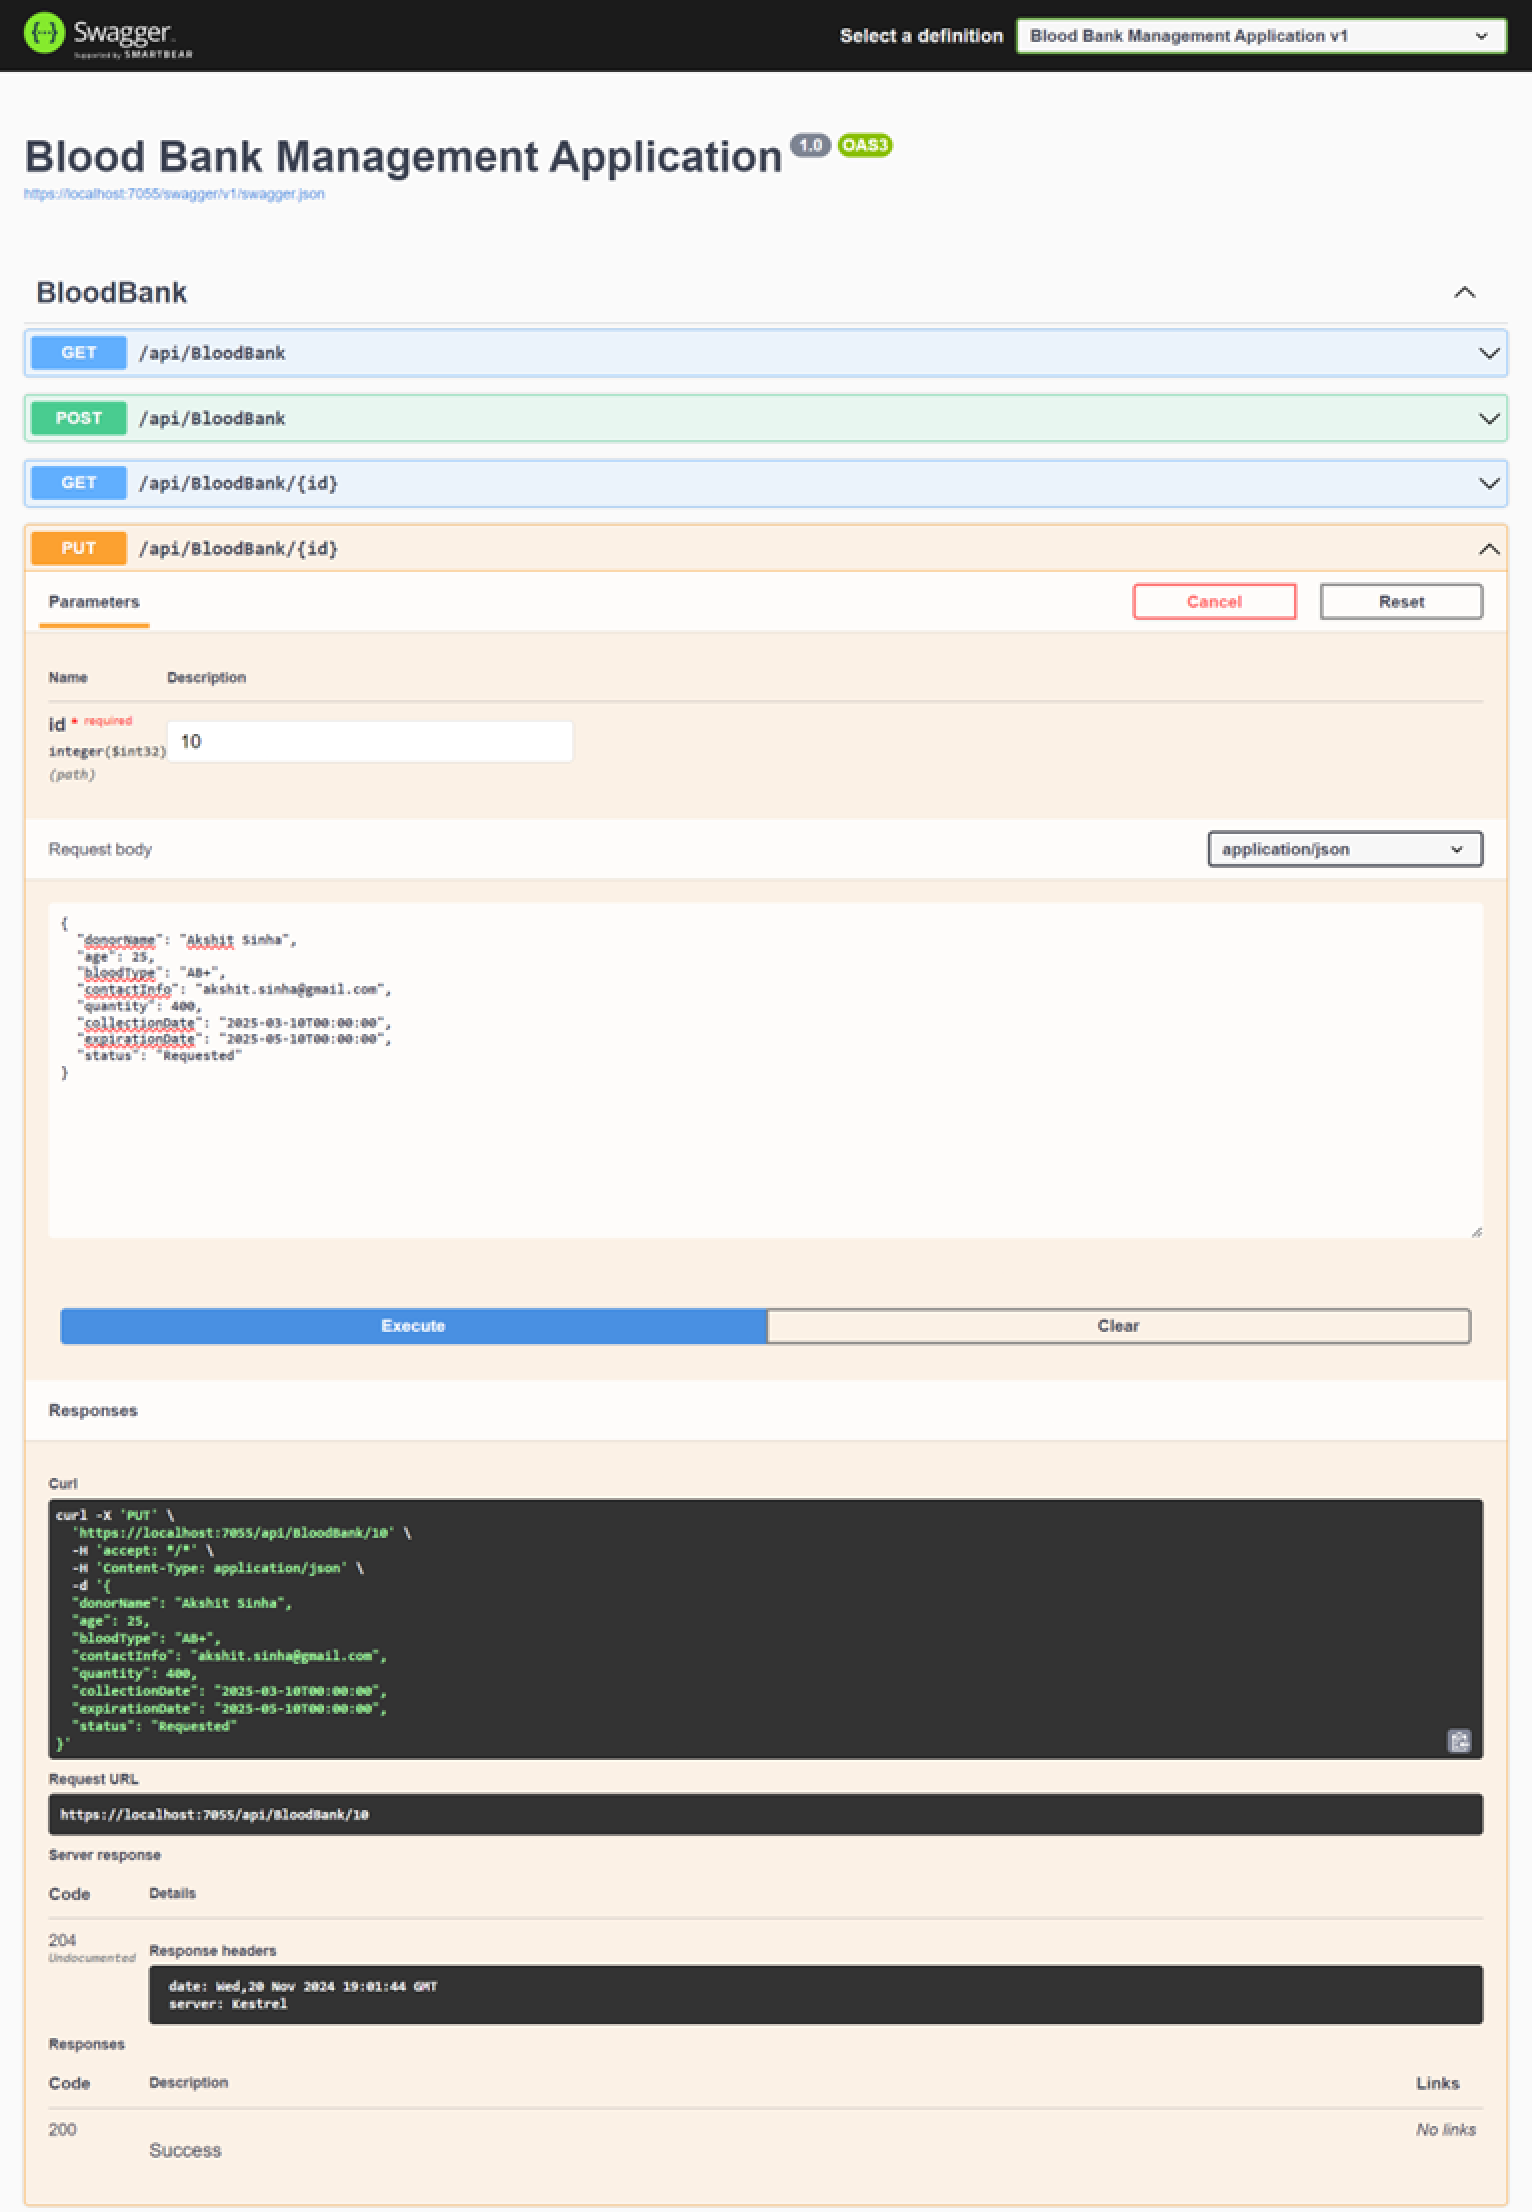 Swagger
Supported by SMARTBEAR
Select a definition
Blood Bank Management Application v1
Blood Bank Management Application 1.0 OAS3
https://localhost:7055/swagger/v1/swagger.json
BloodBank
GET /api/BloodBank
POST /api/BloodBank
GET /api/BloodBank/{id}
PUT /api/BloodBank/{id}
Parameters
Cancel
Reset
Name Description
id * required
integer($int32)
(path)
10
Request body
application/json
{
"donorName": "Akshit Sinha",
"age": 25,
"bloodType": "AB+",
"contactInfo": "akshit.sinha@gmail.com",
"quantity": 400,
"collectionDate": "2025-03-10T00:00:00",
"expirationDate": "2025-05-10T00:00:00",
"status": "Requested"
}
Execute
Clear
Responses
Curl
curl -X 'PUT' \
'https://localhost:7055/api/BloodBank/10' \
-H 'accept: */*' \
-H 'Content-Type: application/json' \
-d '{
"donorName": "Akshit Sinha",
"age": 25,
"bloodType": "AB+",
"contactInfo": "akshit.sinha@gmail.com",
"quantity": 400,
"collectionDate": "2025-03-10T00:00:00",
"expirationDate": "2025-05-10T00:00:00",
"status": "Requested"
}'
Request URL
https://localhost:7055/api/BloodBank/10
Server response
Code Details
204
Undocumented
Response headers
date: Wed,20 Nov 2024 19:01:44 GMT
server: Kestrel
Responses
Code Description Links
200
Success
No links